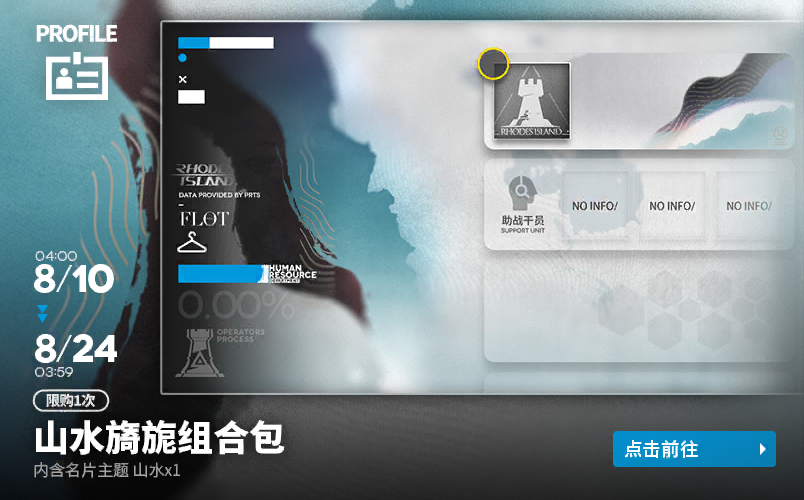 PROFILE
RHODES ISLAND
NO INFO/
NO INFO/
NO INFO/
助战干员
SUPPORT UNIT
RHODES
ISLAND
DATA PROVIDED BY PRTS
FLOT
HUMAN
RESOURCE
DEPARTMENT
0.00%
OPERATORS
PROCESS
04:00
8/10
8/24
03:59
限购1次
山水旖旎组合包
内含名片主题 山水x1
点击前往